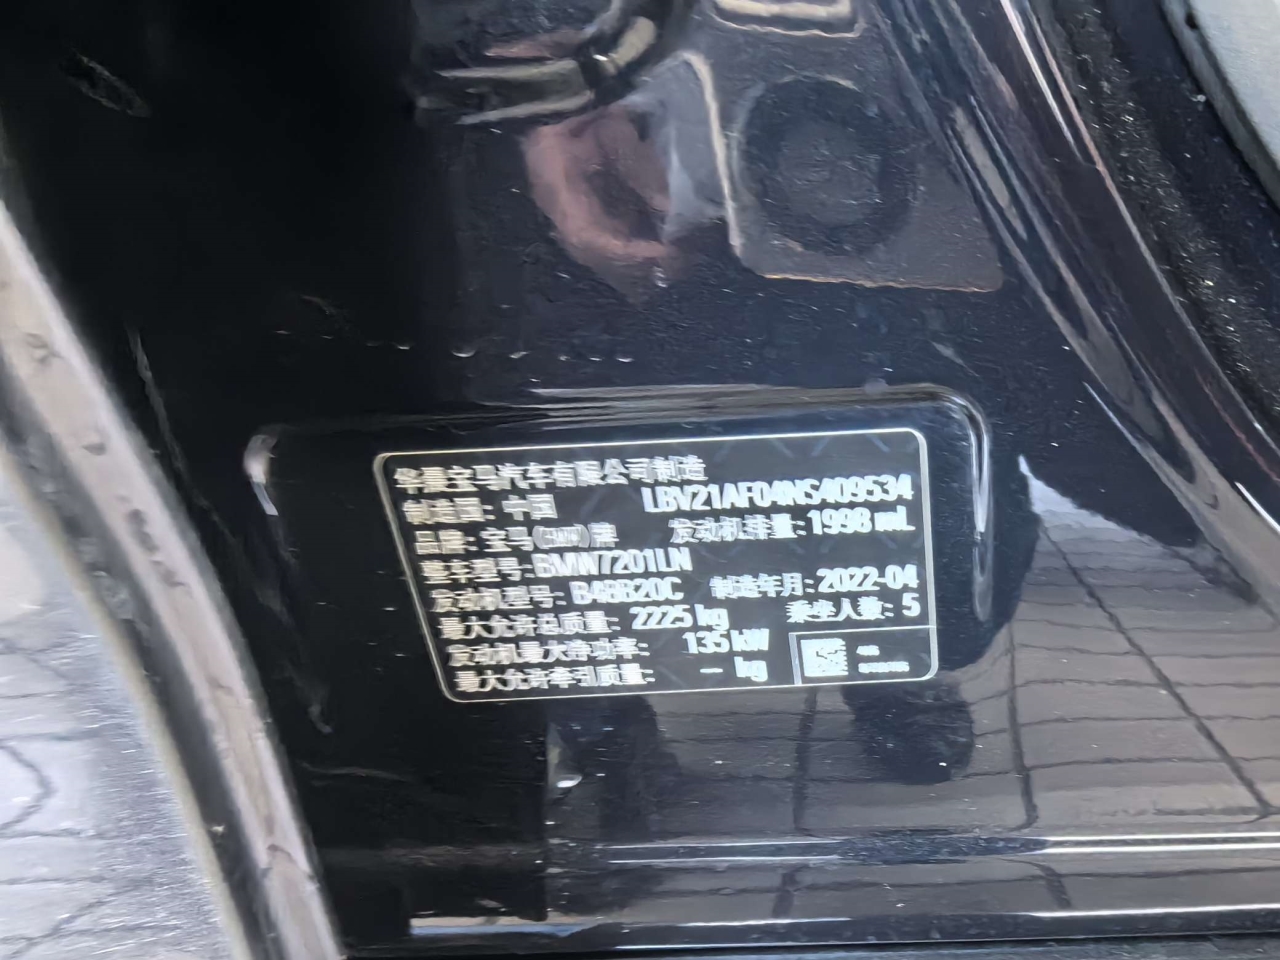 华晨宝马汽车有限公司制造
制造国: 中国 LBV21AF04NS409534
品牌: 宝马(BMW)牌 发动机排量: 1998 mL
整车型号: BMW7201LN
发动机型号: B48B20C 制造年月: 2022-04
最大允许总质量: 2225 kg 乘坐人数: 5
发动机最大净功率: 135 kW
最大允许牵引质量: — kg